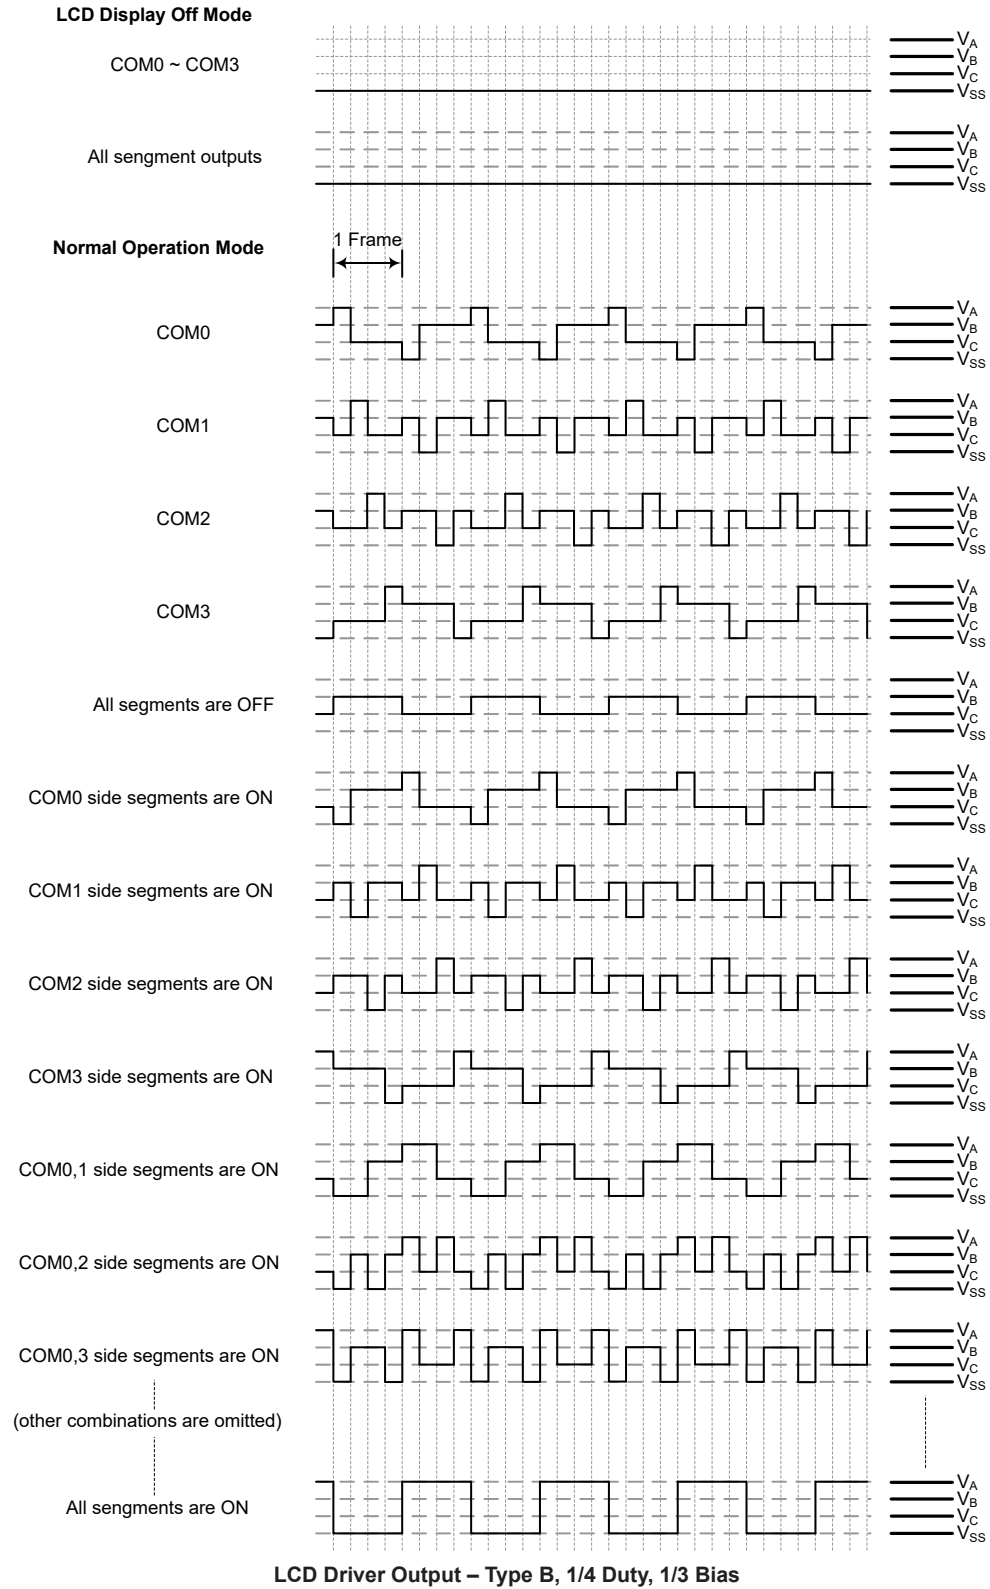 LCD Display Off Mode
COM0 ~ COM3
VA
VB
VC
VSS
All sengment outputs
VA
VB
VC
VSS
Normal Operation Mode
1 Frame
COM0
VA
VB
VC
VSS
COM1
VA
VB
VC
VSS
COM2
VA
VB
VC
VSS
COM3
VA
VB
VC
VSS
All segments are OFF
VA
VB
VC
VSS
COM0 side segments are ON
VA
VB
VC
VSS
COM1 side segments are ON
VA
VB
VC
VSS
COM2 side segments are ON
VA
VB
VC
VSS
COM3 side segments are ON
VA
VB
VC
VSS
COM0,1 side segments are ON
VA
VB
VC
VSS
COM0,2 side segments are ON
VA
VB
VC
VSS
COM0,3 side segments are ON
VA
VB
VC
VSS
(other combinations are omitted)
All sengments are ON
VA
VB
VC
VSS
LCD Driver Output – Type B, 1/4 Duty, 1/3 Bias